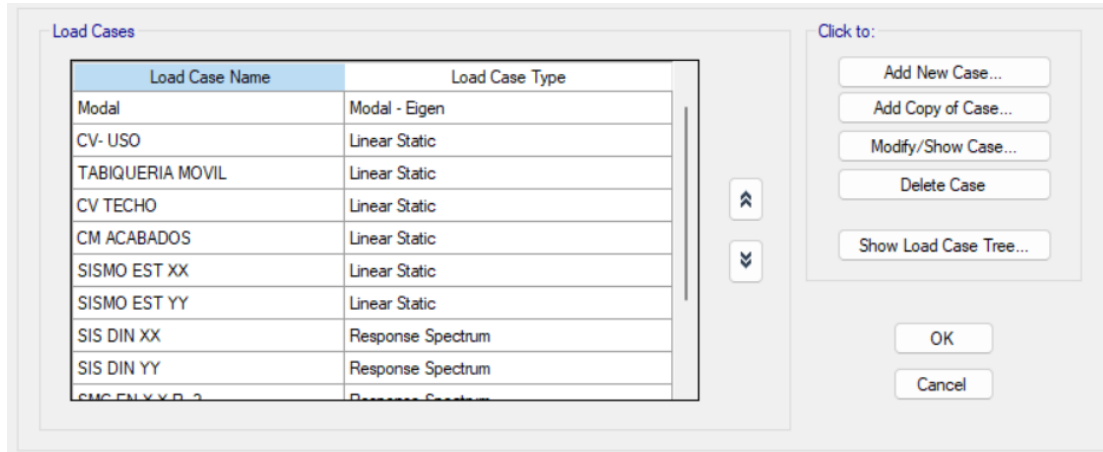 Load Cases
Load Case Name Load Case Type
Modal Modal - Eigen
CV- USO Linear Static
TABIQUERIA MOVIL Linear Static
CV TECHO Linear Static
CM ACABADOS Linear Static
SISMO EST XX Linear Static
SISMO EST YY Linear Static
SIS DIN XX Response Spectrum
SIS DIN YY Response Spectrum
Response Spectrum
Click to:
Add New Case...
Add Copy of Case...
Modify/Show Case...
Delete Case
Show Load Case Tree...
OK
Cancel